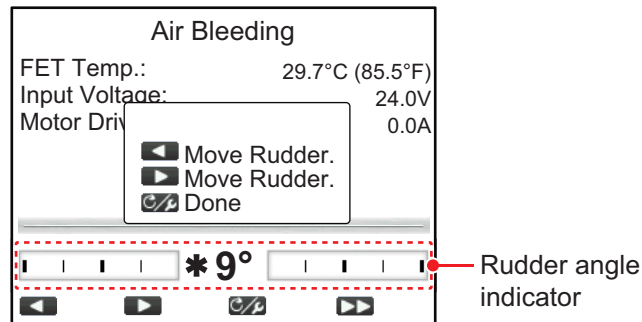 Air Bleeding
FET Temp.: 29.7°C (85.5°F)
Input Voltage: 24.0V
Motor Driv 0.0A
Move Rudder.
Move Rudder.
Done
✱9°
Rudder angle
indicator